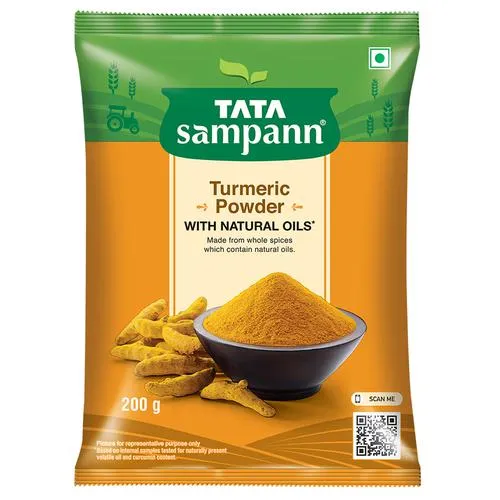 TATA
sampann®
Turmeric
Powder
WITH NATURAL OILS*
Made from whole spices
which contain natural oils.
200 g
SCAN ME
Picture for representative purpose only
Based on internal samples tested for naturally present
volatile oil and curcumin content.